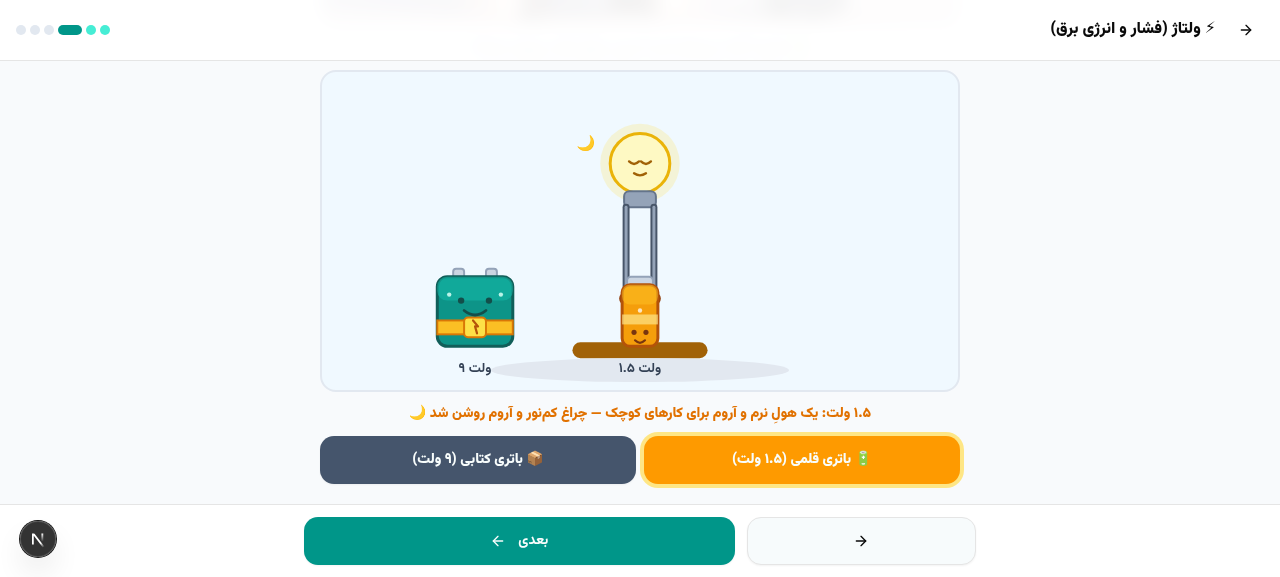 ⚡ ولتاژ (فشار و انرژی برق)
۹ ولت
۱.۵ ولت
۱.۵ ولت: یک هولِ نرم و آروم برای کارهای کوچک — چراغ کم‌نور و آروم روشن شد 🌙
🔋 باتری قلمی (۱.۵ ولت)
📦 باتری کتابی (۹ ولت)
بعدی
N